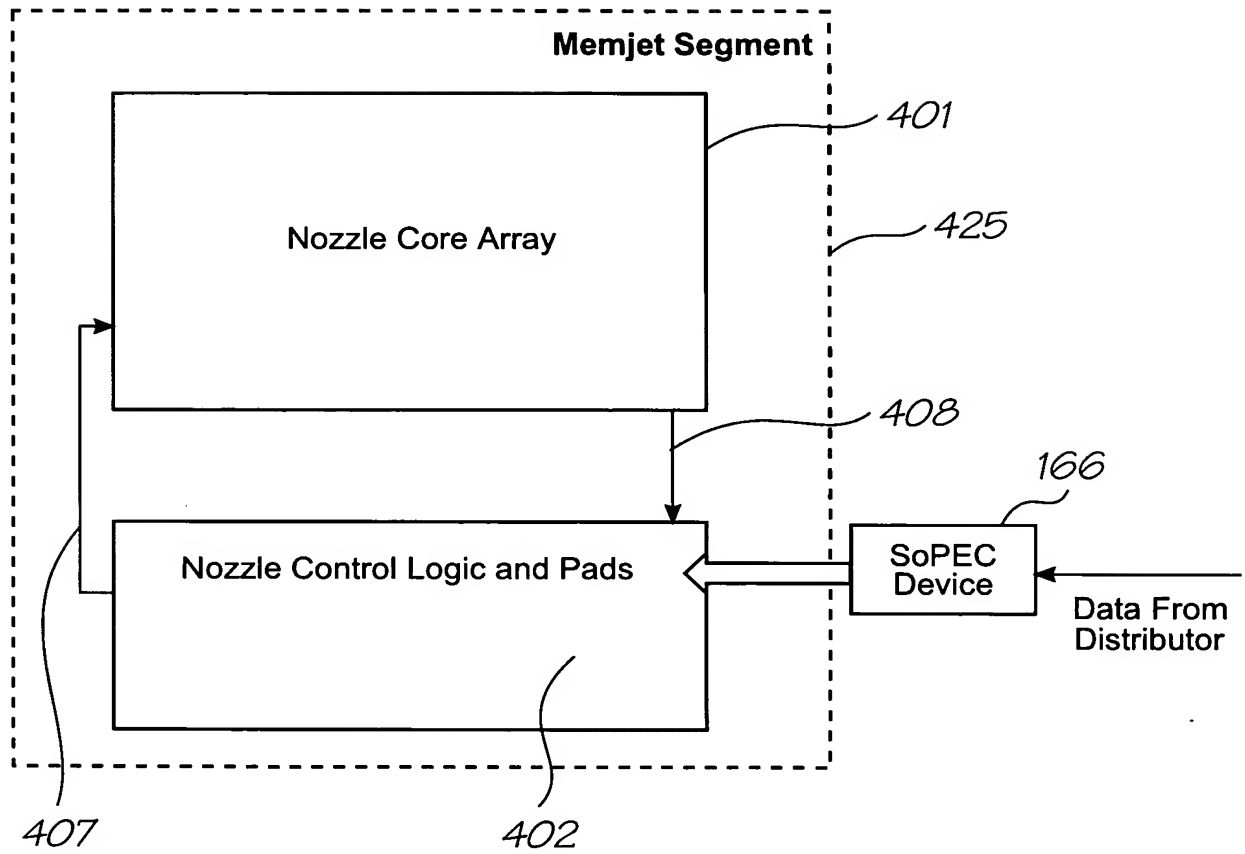 Memjet Segment
401
Nozzle Core Array
425
408
166
Nozzle Control Logic and Pads
SoPEC
Device
Data From
Distributor
407
402